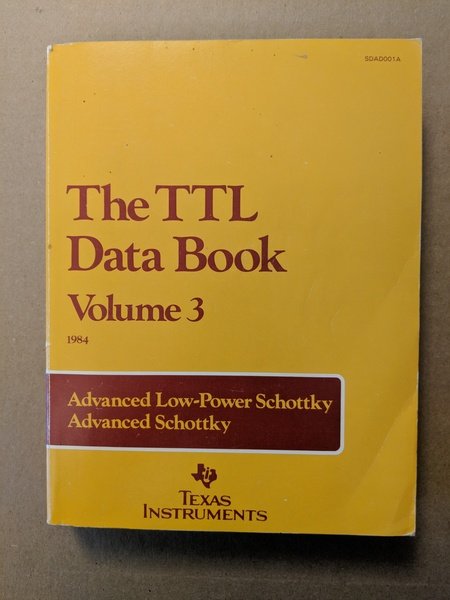 SDAD001A
The TTL
Data Book
Volume 3
1984
Advanced Low-Power Schottky
Advanced Schottky
TEXAS
INSTRUMENTS